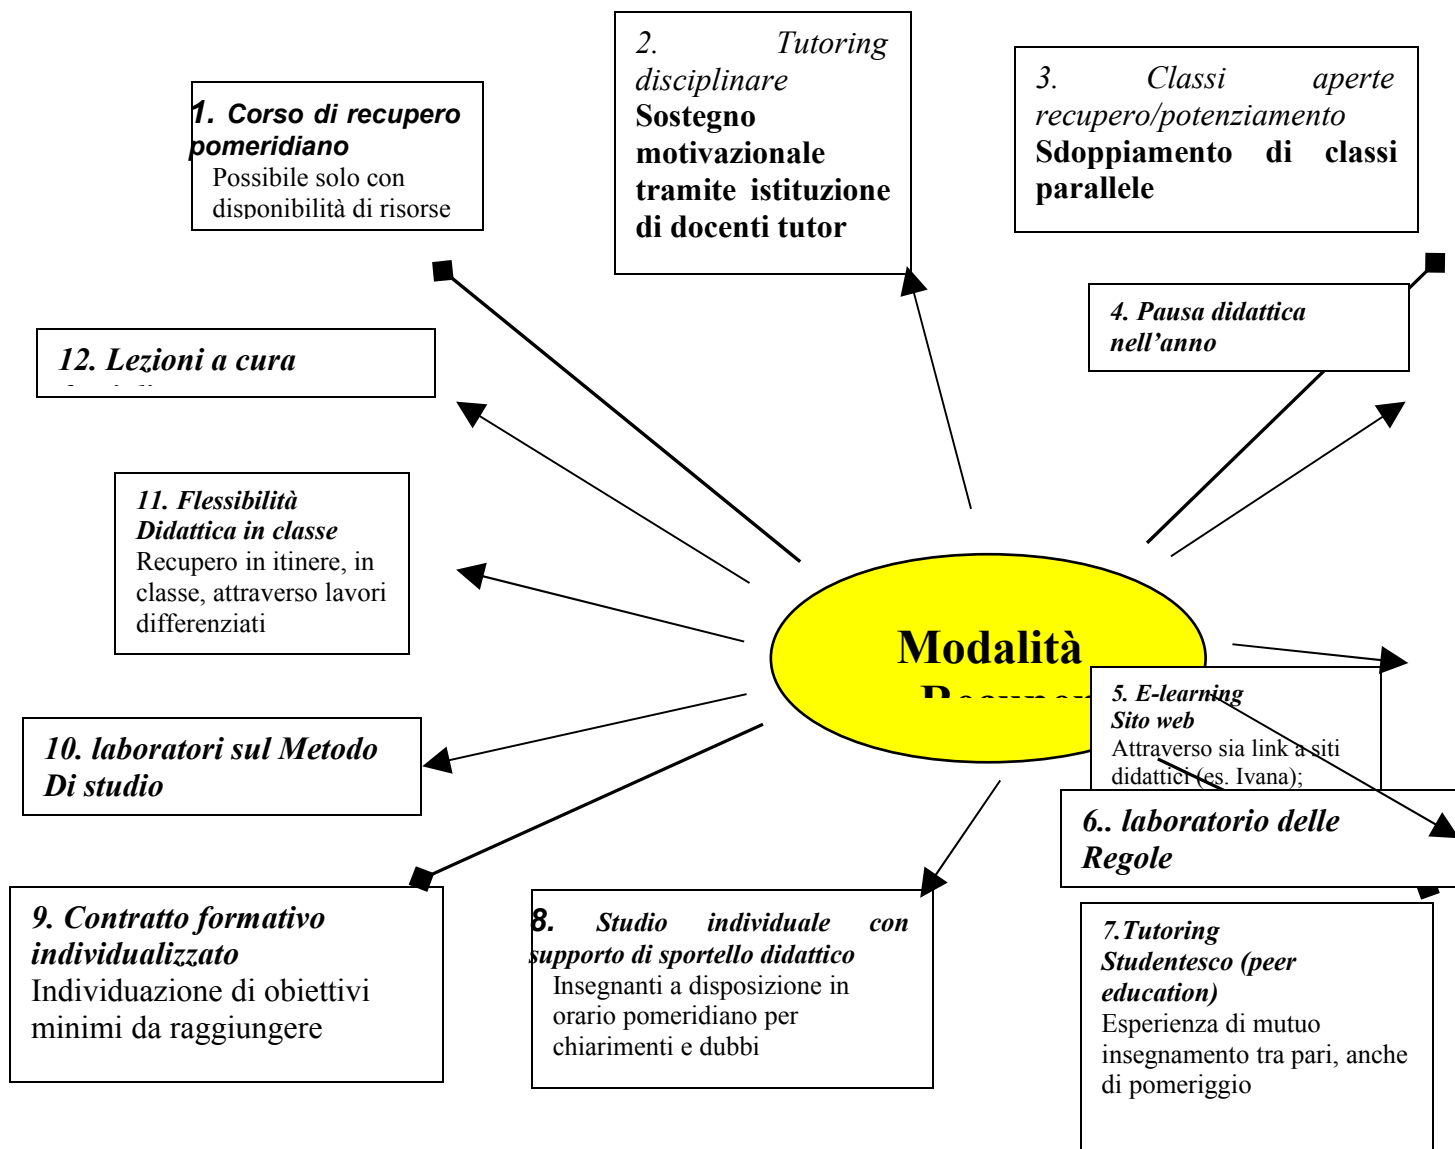 1. Corso di recupero
pomeridiano
Possibile solo con
disponibilità di risorse
2. Tutoring
disciplinare
Sostegno
motivazionale
tramite istituzione
di docenti tutor
3. Classi aperte
recupero/potenziamento
Sdoppiamento di classi
parallele
4. Pausa didattica
nell’anno
12. Lezioni a cura
11. Flessibilità
Didattica in classe
Recupero in itinere, in
classe, attraverso lavori
differenziati
Modalità
5. E-learning
Sito web
Attraverso sia link a siti
didattici (es. Ivana);
10. laboratori sul Metodo
Di studio
6.. laboratorio delle
Regole
9. Contratto formativo
individualizzato
Individuazione di obiettivi
minimi da raggiungere
8. Studio individuale con
supporto di sportello didattico
Insegnanti a disposizione in
orario pomeridiano per
chiarimenti e dubbi
7.Tutoring
Studentesco (peer
education)
Esperienza di mutuo
insegnamento tra pari, anche
di pomeriggio